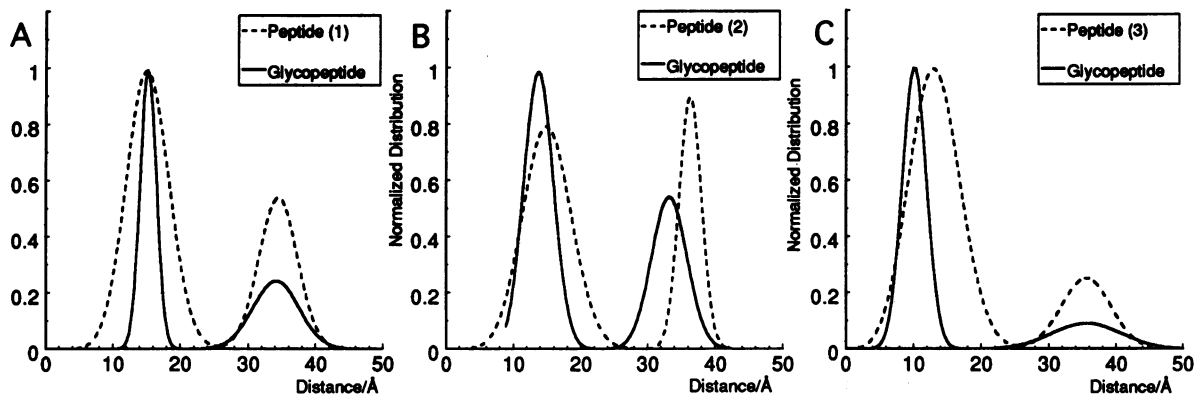 A
Peptide (1)
Glycopeptide
1
0.8
0.6
0.4
0.2
0
0 10 20 30 40 50
Distance/Å
B
Peptide (2)
Glycopeptide
Normalized Distribution
1
0.8
0.6
0.4
0.2
0
0 10 20 30 40 50
Distance/Å
C
Peptide (3)
Glycopeptide
Normalized Distribution
1
0.8
0.6
0.4
0.2
0
0 10 20 30 40 50
Distance/Å